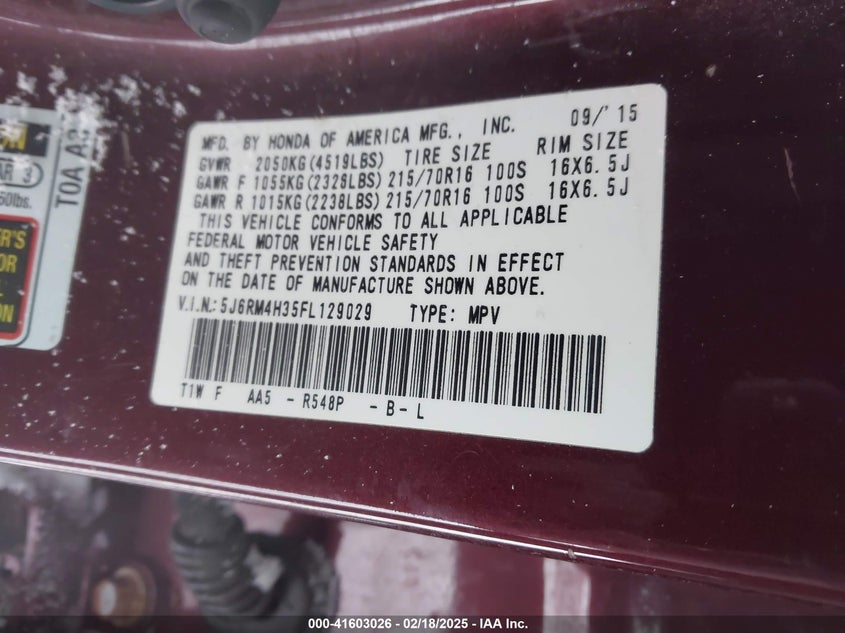 09/'15
MFD. BY HONDA OF AMERICA MFG., INC.
GVWR 2050KG(4519LBS) TIRE SIZE RIM SIZE
GAWR F 1055KG(2328LBS) 215/70R16 100S 16X6.5J
GAWR R 1015KG(2238LBS) 215/70R16 100S 16X6.5J
THIS VEHICLE CONFORMS TO ALL APPLICABLE
FEDERAL MOTOR VEHICLE SAFETY
AND THEFT PREVENTION STANDARDS IN EFFECT
ON THE DATE OF MANUFACTURE SHOWN ABOVE.
V.I.N.: 5J6RM4H35FL129029 TYPE: MPV
T1W F AA5 - R548P - B - L
TOA A3
000-41603026 - 02/18/2025 - IAA Inc.